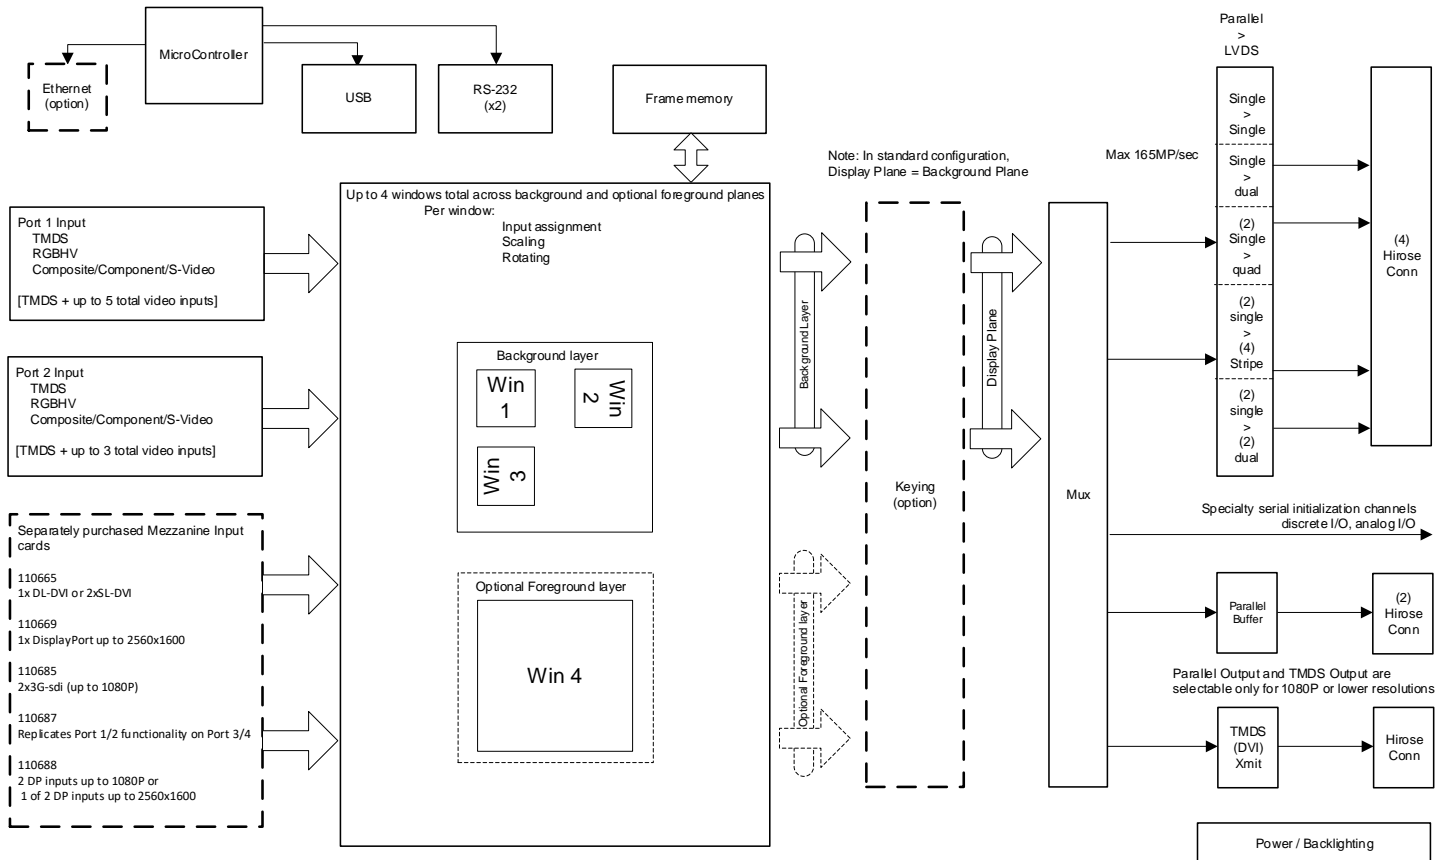 MicroController
Ethernet
(option)
USB
RS-232
(x2)
Frame memory
Parallel
>
LVDS
Note: In standard configuration,
Display Plane = Background Plane
Max 165MP/sec
Single
>
Single
Single
>
dual
(2)
Single
>
quad
(2)
single
>
(4)
Stripe
(2)
single
>
(2)
dual
(4)
Hirose
Conn
Port 1 Input
TMDS
RGBHV
Composite/Component/S-Video
[TMDS + up to 5 total video inputs]
Port 2 Input
TMDS
RGBHV
Composite/Component/S-Video
[TMDS + up to 3 total video inputs]
Separately purchased Mezzanine Input
cards
110665
1x DL-DVI or 2xSL-DVI
110669
1x DisplayPort up to 2560x1600
110685
2x3G-sdi (up to 1080P)
110687
Replicates Port 1/2 functionality on Port 3/4
110688
2 DP inputs up to 1080P or
1 of 2 DP inputs up to 2560x1600
Up to 4 windows total across background and optional foreground planes
Per window:
Input assignment
Scaling
Rotating
Background layer
Win
1
Win
2
Win
3
Optional Foreground layer
Win 4
Background Layer
Optional Foreground layer
Keying
(option)
Display Plane
Mux
Specialty serial initialization channels
discrete I/O, analog I/O
Parallel
Buffer
(2)
Hirose
Conn
Parallel Output and TMDS Output are
selectable only for 1080P or lower resolutions
TMDS
(DVI)
Xmit
Hirose
Conn
Power / Backlighting